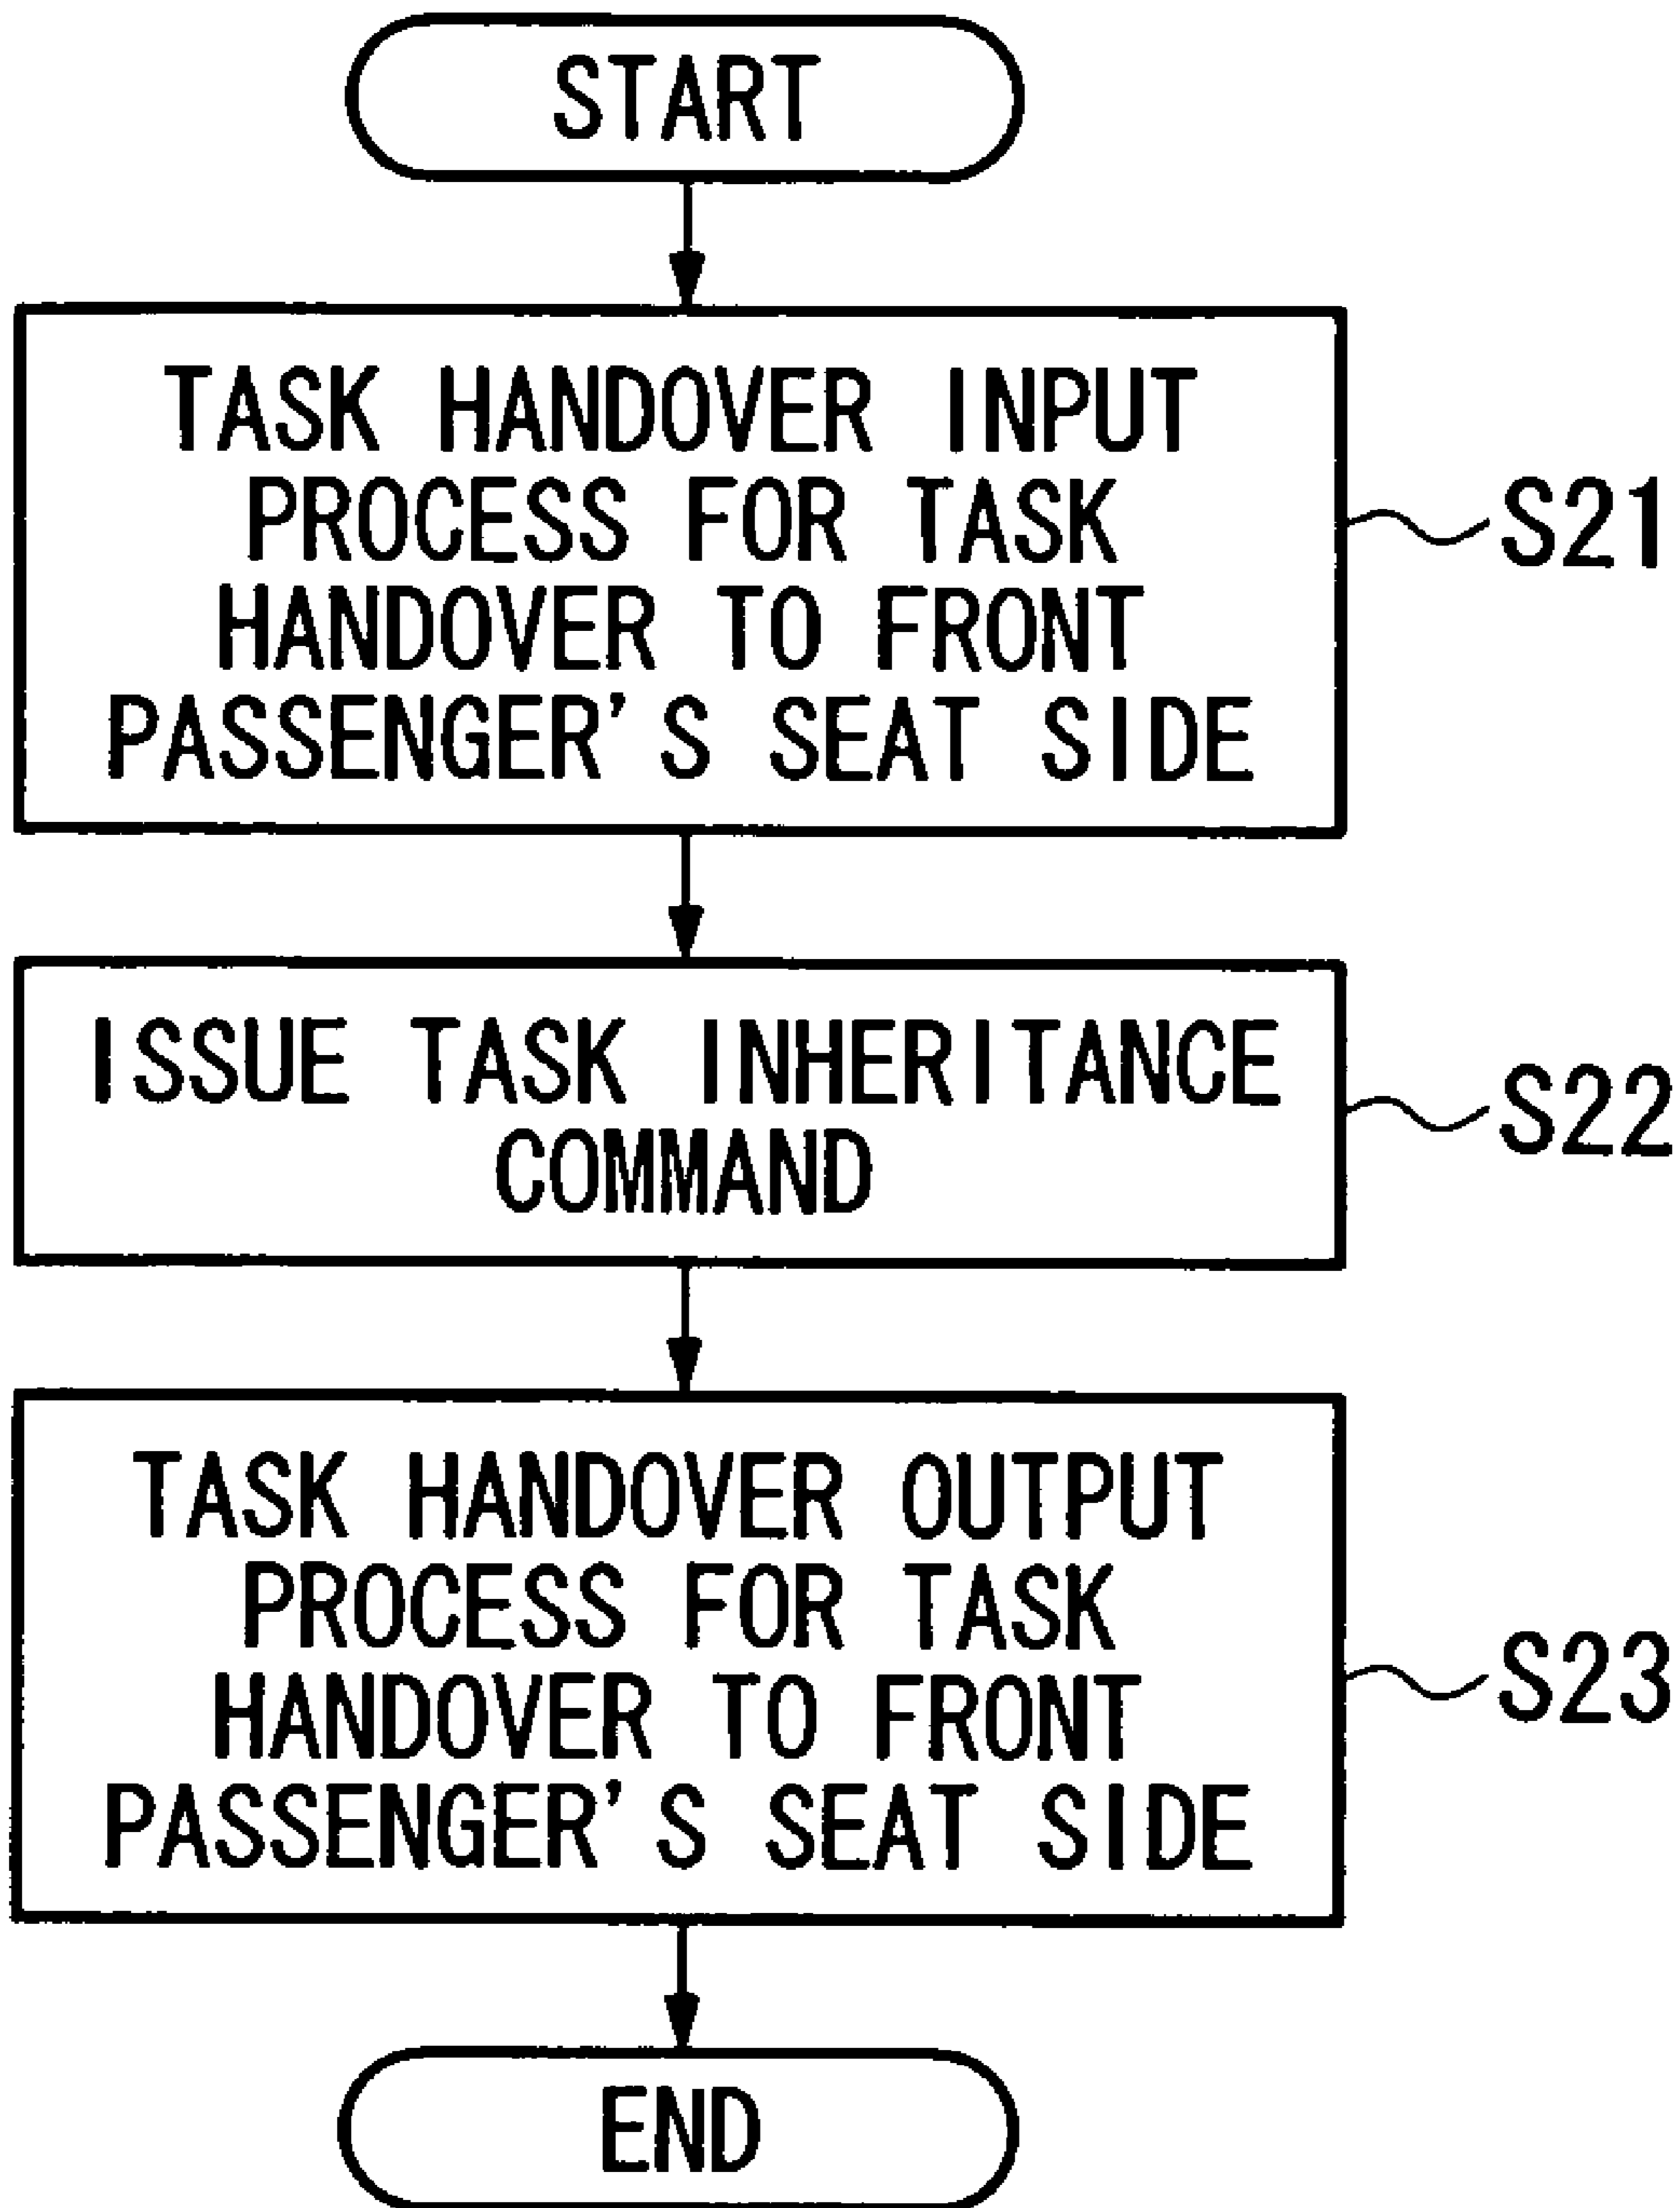 START
TASK HANDOVER INPUT
PROCESS FOR TASK
HANDOVER TO FRONT
PASSENGER'S SEAT SIDE
S21
ISSUE TASK INHERITANCE
COMMAND
S22
TASK HANDOVER OUTPUT
PROCESS FOR TASK
HANDOVER TO FRONT
PASSENGER'S SEAT SIDE
S23
END